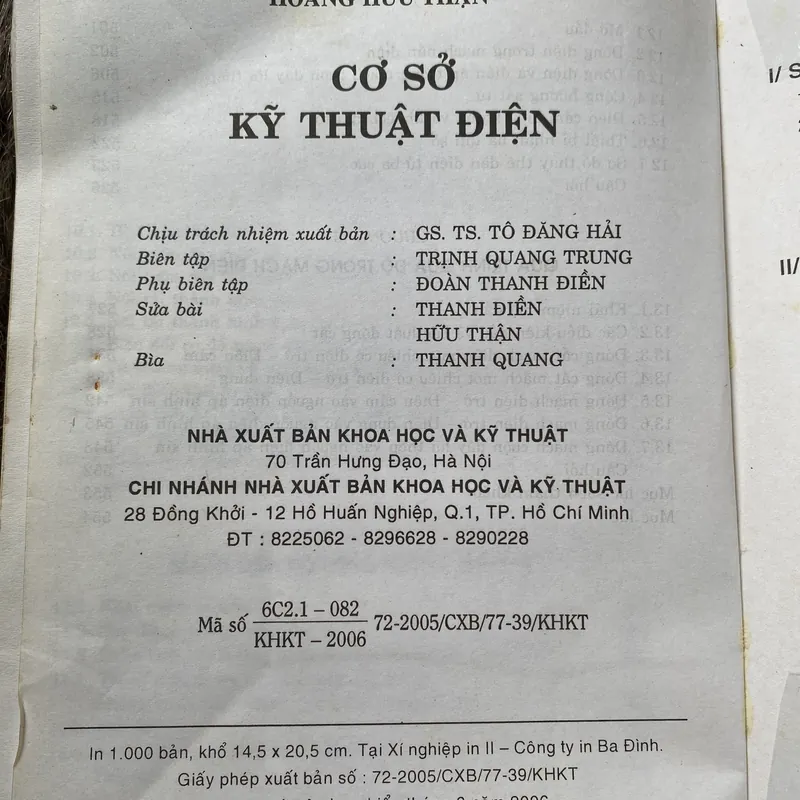 HOÀNG HỮU THẬN
CƠ SỞ
KỸ THUẬT ĐIỆN
Chịu trách nhiệm xuất bản : GS. TS. TÔ ĐĂNG HẢI
Biên tập : TRỊNH QUANG TRUNG
Phụ biên tập : ĐOÀN THANH ĐIỀN
Sửa bài : THANH ĐIỀN
HỮU THẬN
Bìa : THANH QUANG
NHÀ XUẤT BẢN KHOA HỌC VÀ KỸ THUẬT
70 Trần Hưng Đạo, Hà Nội
CHI NHÁNH NHÀ XUẤT BẢN KHOA HỌC VÀ KỸ THUẬT
28 Đồng Khởi - 12 Hồ Huấn Nghiệp, Q.1, TP. Hồ Chí Minh
ĐT : 8225062 - 8296628 - 8290228
6C2.1 – 082
Mã số 72-2005/CXB/77-39/KHKT
KHKT – 2006
In 1.000 bản, khổ 14,5 x 20,5 cm. Tại Xí nghiệp in II – Công ty in Ba Đình.
Giấy phép xuất bản số : 72-2005/CXB/77-39/KHKT
năm 2006
I/ S
II/